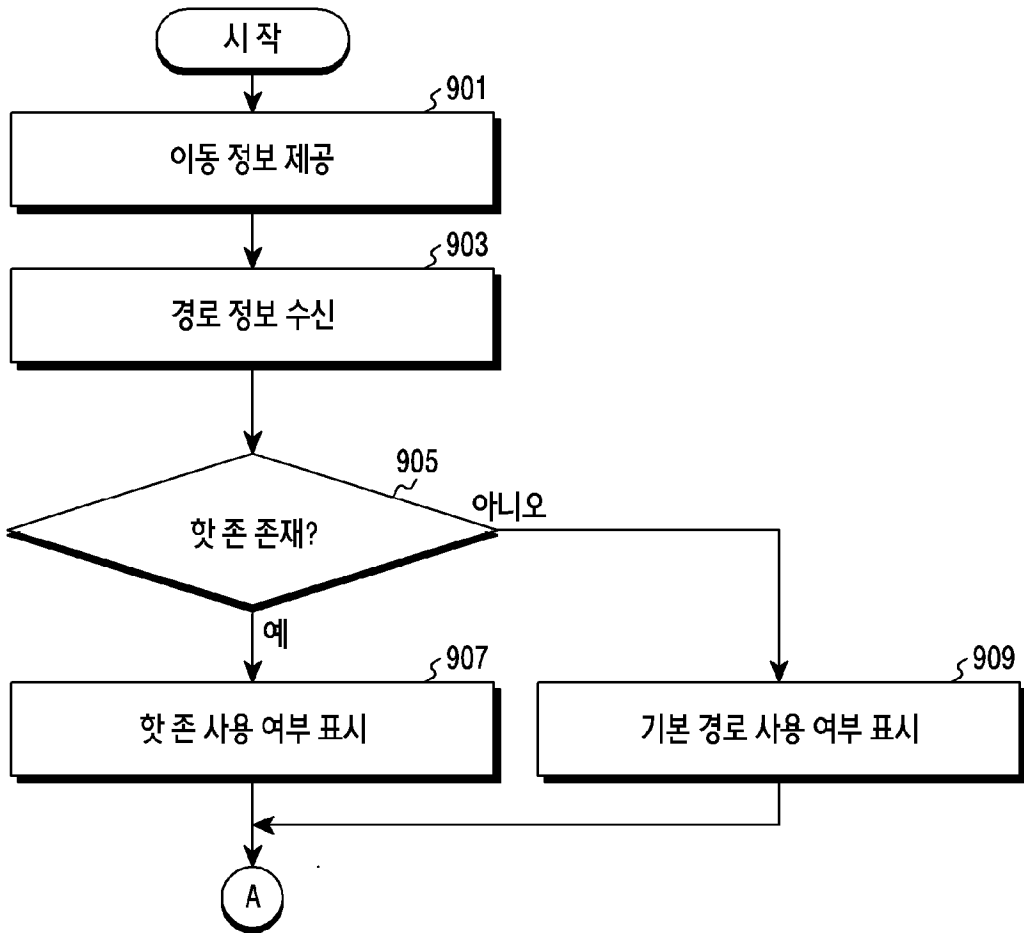 시 작
901
이동 정보 제공
903
경로 정보 수신
905
핫 존 존재?
아니오
예
907
핫 존 사용 여부 표시
909
기본 경로 사용 여부 표시
A